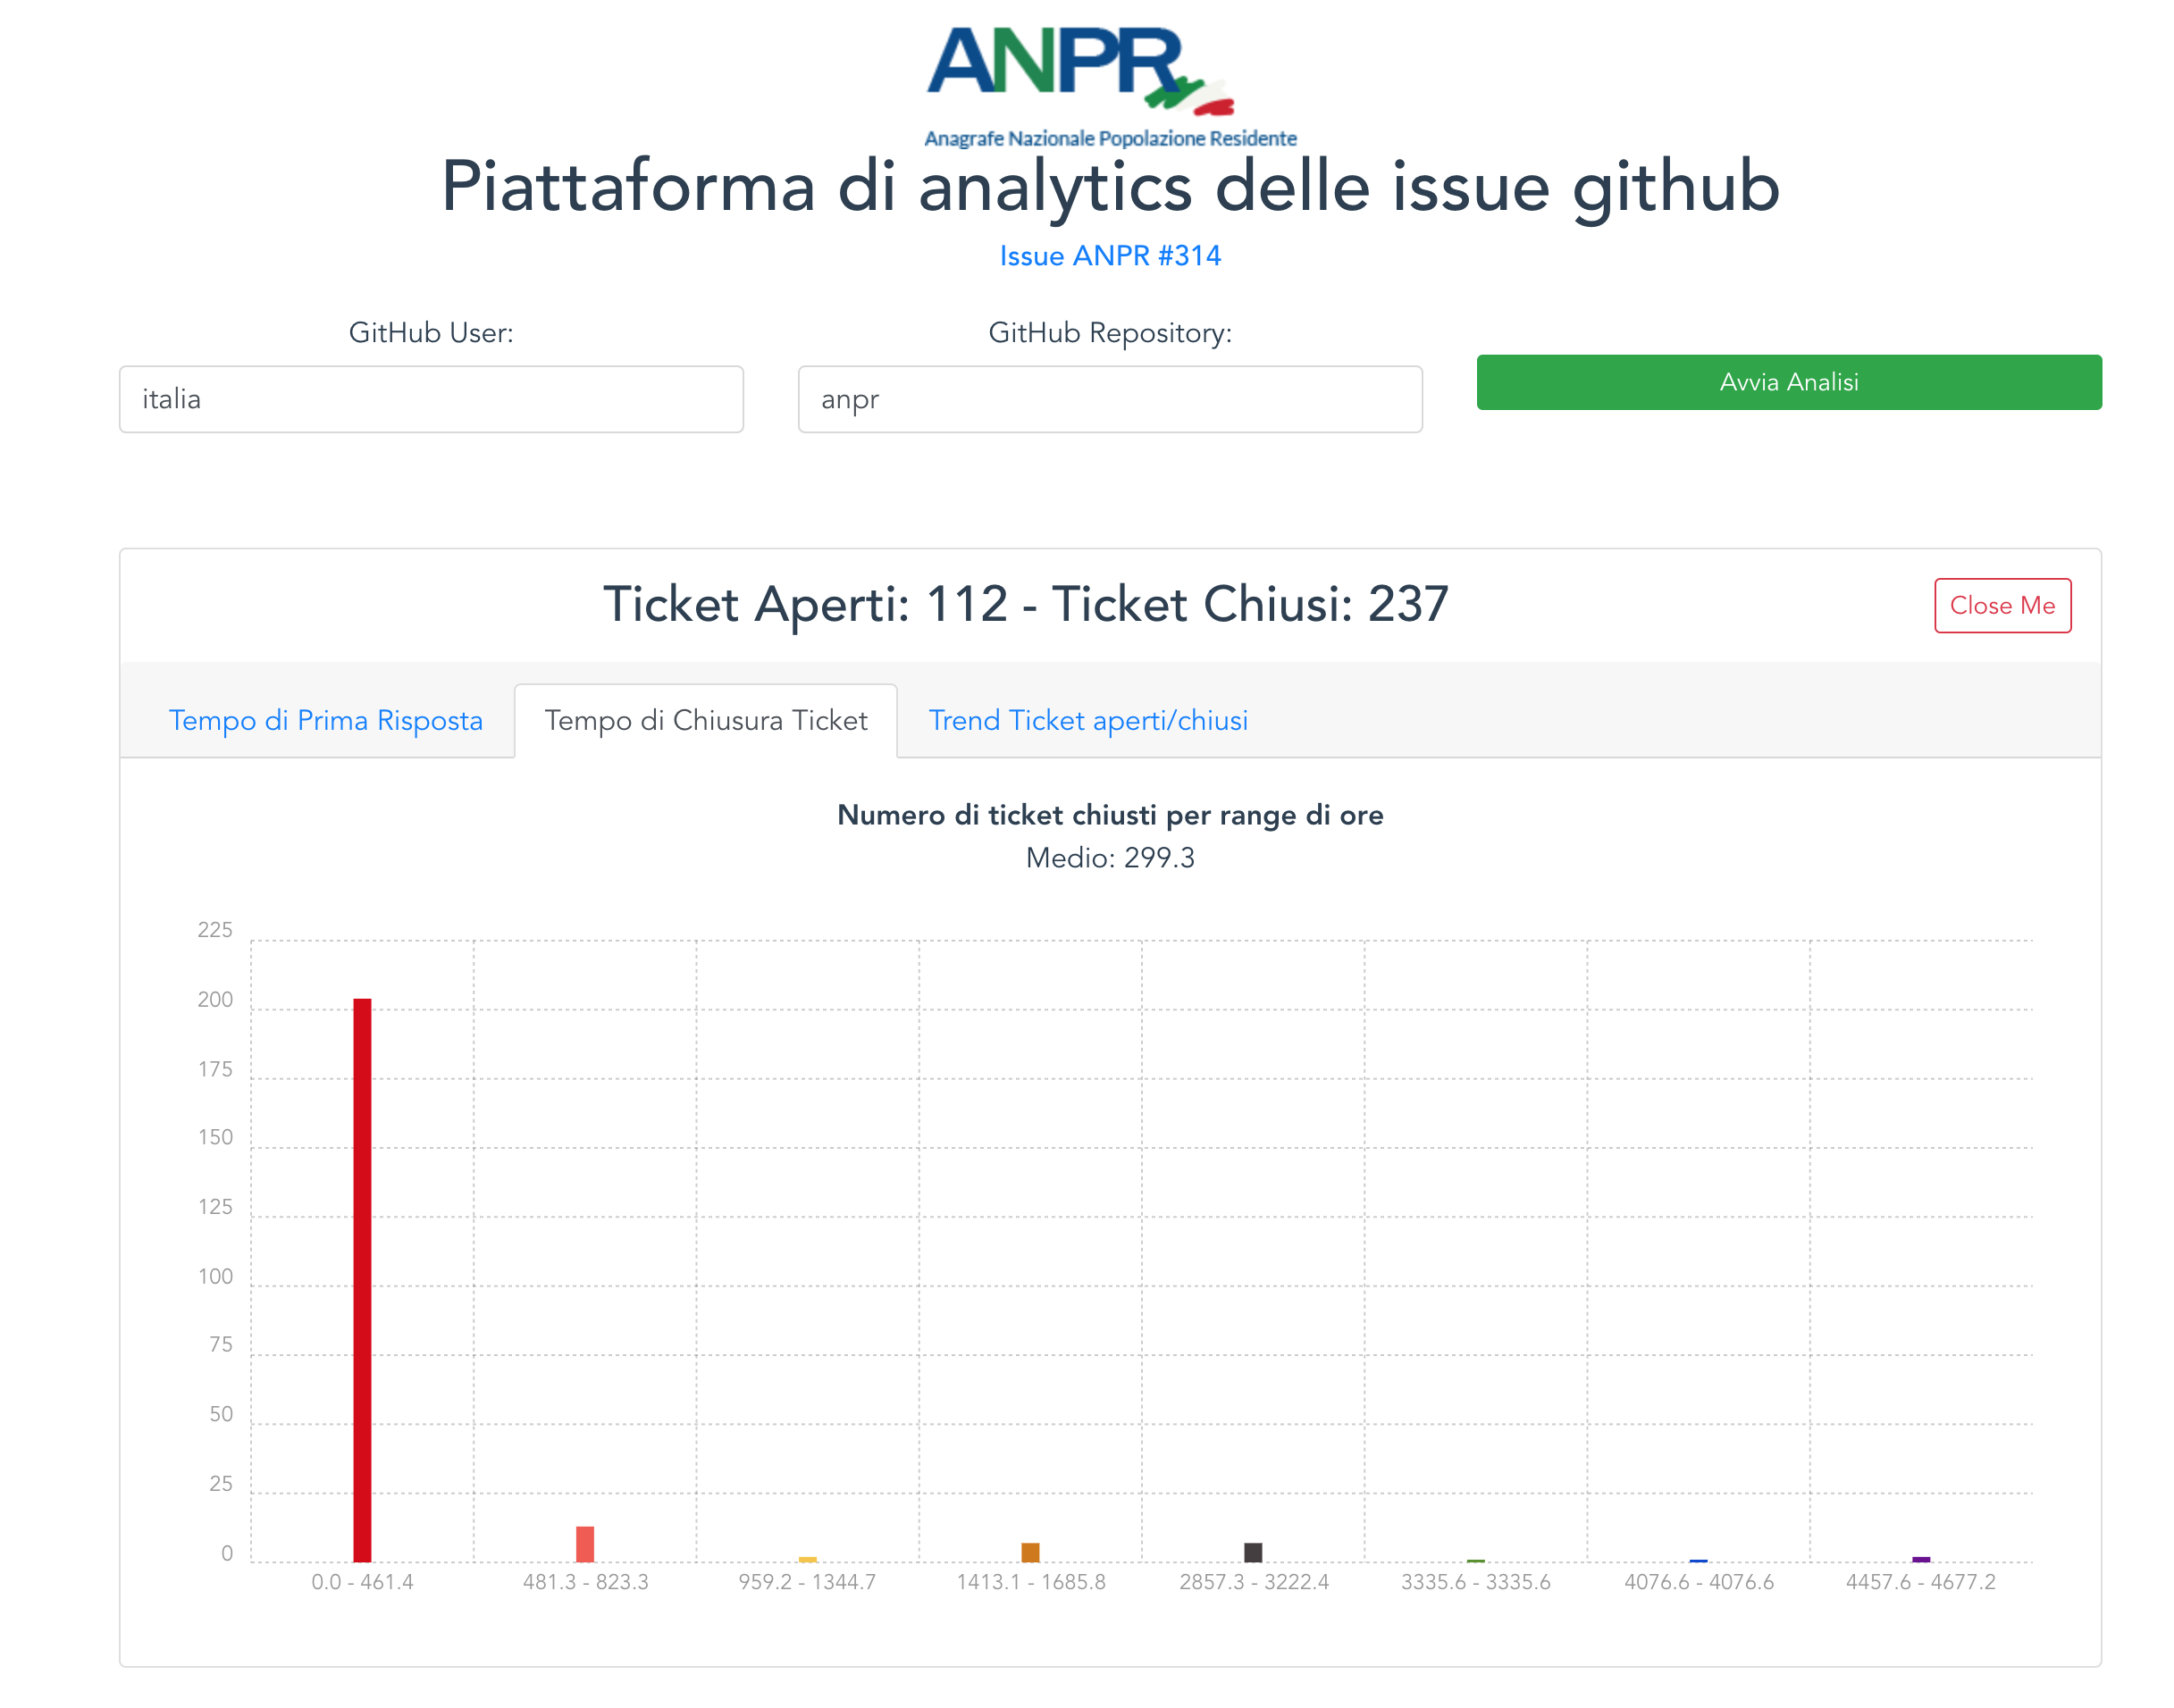 ANPR
Anagrafe Nazionale Popolazione Residente
Piattaforma di analytics delle issue github
Issue ANPR #314
GitHub User:
GitHub Repository:
italia
anpr
Avvia Analisi
Ticket Aperti: 112 - Ticket Chiusi: 237
Close Me
Tempo di Prima Risposta
Tempo di Chiusura Ticket
Trend Ticket aperti/chiusi
Numero di ticket chiusti per range di ore
Medio: 299.3
225
200
175
150
125
100
75
50
25
0
0.0 - 461.4
481.3 - 823.3
959.2 - 1344.7
1413.1 - 1685.8
2857.3 - 3222.4
3335.6 - 3335.6
4076.6 - 4076.6
4457.6 - 4677.2